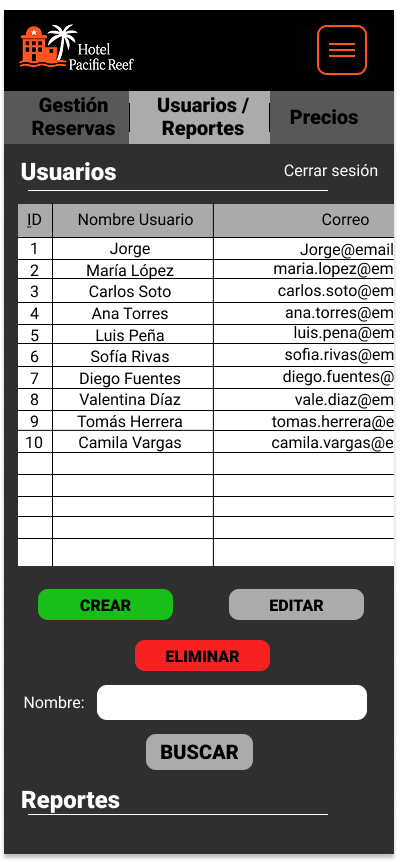 Hotel
Pacific Reef
Gestión
Reservas
Usuarios /
Reportes
Precios
Usuarios
Cerrar sesión
ID Nombre Usuario Correo
1 Jorge Jorge@email
2 María López maria.lopez@em
3 Carlos Soto carlos.soto@em
4 Ana Torres ana.torres@em
5 Luis Peña luis.pena@em
6 Sofía Rivas sofia.rivas@em
7 Diego Fuentes diego.fuentes@
8 Valentina Díaz vale.diaz@em
9 Tomás Herrera tomas.herrera@e
10 Camila Vargas camila.vargas@e
CREAR EDITAR
ELIMINAR
Nombre:
BUSCAR
Reportes